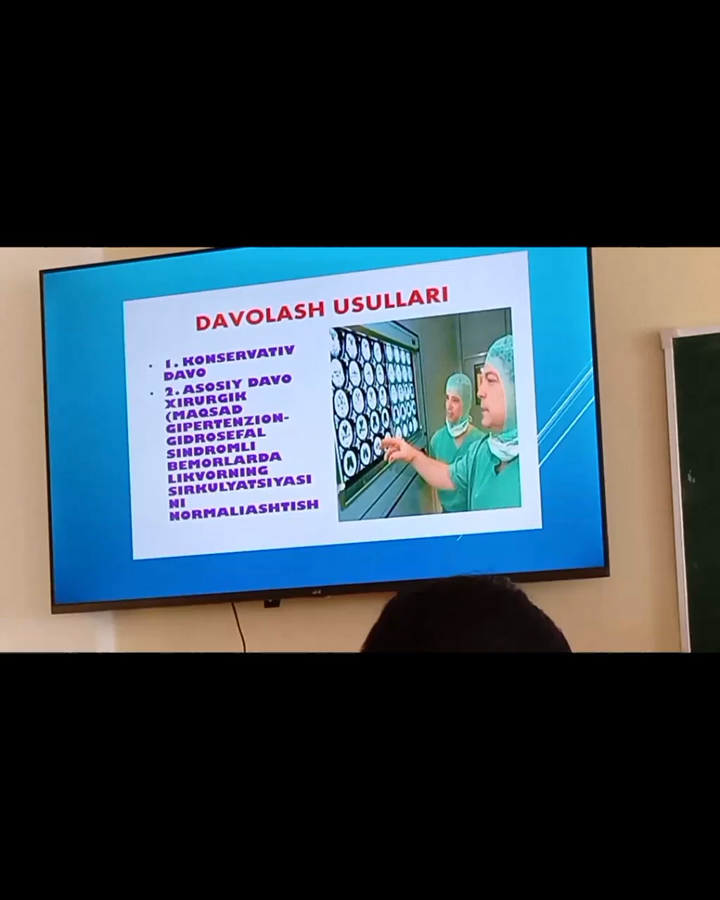 DAVOLASH USULLARI
1. KONSERVATIV
DAVO
2. ASOSIY DAVO
XIRURGIK
(MAQSAD
GIPERTENZION-
GIDROSEFAL
SINDROMLI
BEMORLARDA
LIKVORNING
SIRKULYATSIYASI
NI
NORMALIASHTISH